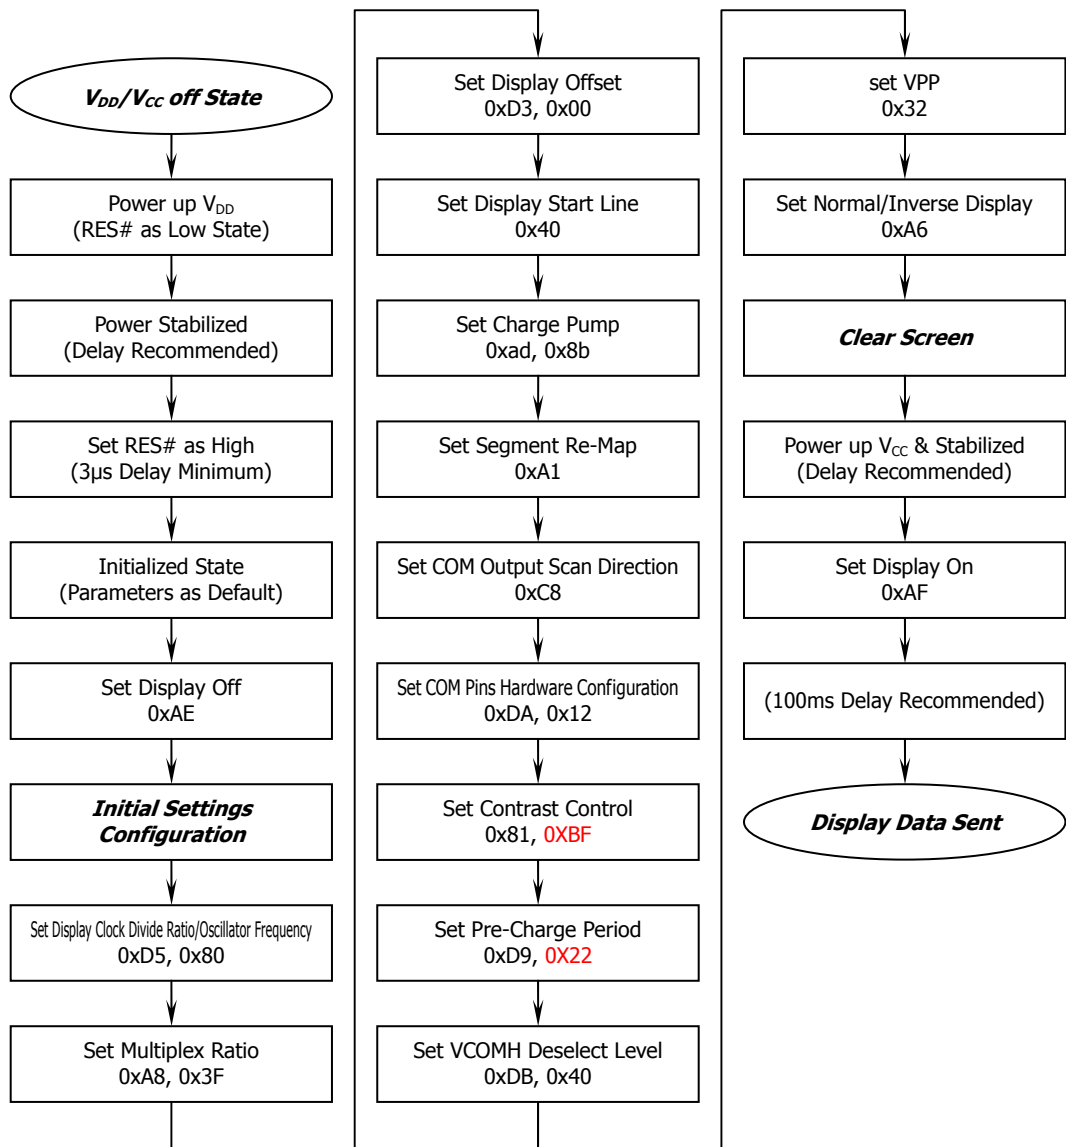 V_DD/V_CC off State
Power up V_DD
(RES# as Low State)
Power Stabilized
(Delay Recommended)
Set RES# as High
(3μs Delay Minimum)
Initialized State
(Parameters as Default)
Set Display Off
0xAE
Initial Settings
Configuration
Set Display Clock Divide Ratio/Oscillator Frequency
0xD5, 0x80
Set Multiplex Ratio
0xA8, 0x3F
Set Display Offset
0xD3, 0x00
Set Display Start Line
0x40
Set Charge Pump
0xad, 0x8b
Set Segment Re-Map
0xA1
Set COM Output Scan Direction
0xC8
Set COM Pins Hardware Configuration
0xDA, 0x12
Set Contrast Control
0x81, 0XBF
Set Pre-Charge Period
0xD9, 0X22
Set VCOMH Deselect Level
0xDB, 0x40
set VPP
0x32
Set Normal/Inverse Display
0xA6
Clear Screen
Power up V_CC & Stabilized
(Delay Recommended)
Set Display On
0xAF
(100ms Delay Recommended)
Display Data Sent